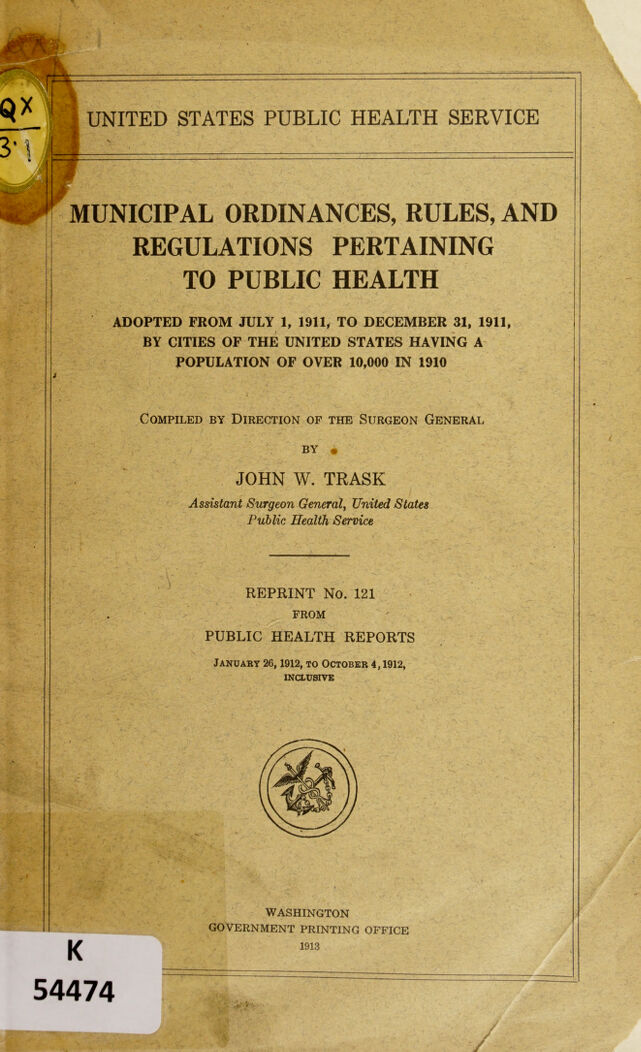 QX
3·1
UNITED STATES PUBLIC HEALTH SERVICE
MUNICIPAL ORDINANCES, RULES, AND
REGULATIONS PERTAINING
TO PUBLIC HEALTH
ADOPTED FROM JULY 1, 1911, TO DECEMBER 31, 1911,
BY CITIES OF THE UNITED STATES HAVING A
POPULATION OF OVER 10,000 IN 1910
COMPILED BY DIRECTION OF THE SURGEON GENERAL
BY
JOHN W. TRASK
Assistant Surgeon General, United States
Public Health Service
REPRINT No. 121
FROM
PUBLIC HEALTH REPORTS
JANUARY 26, 1912, TO OCTOBER 4, 1912,
INCLUSIVE
WASHINGTON
GOVERNMENT PRINTING OFFICE
1913
K
54474